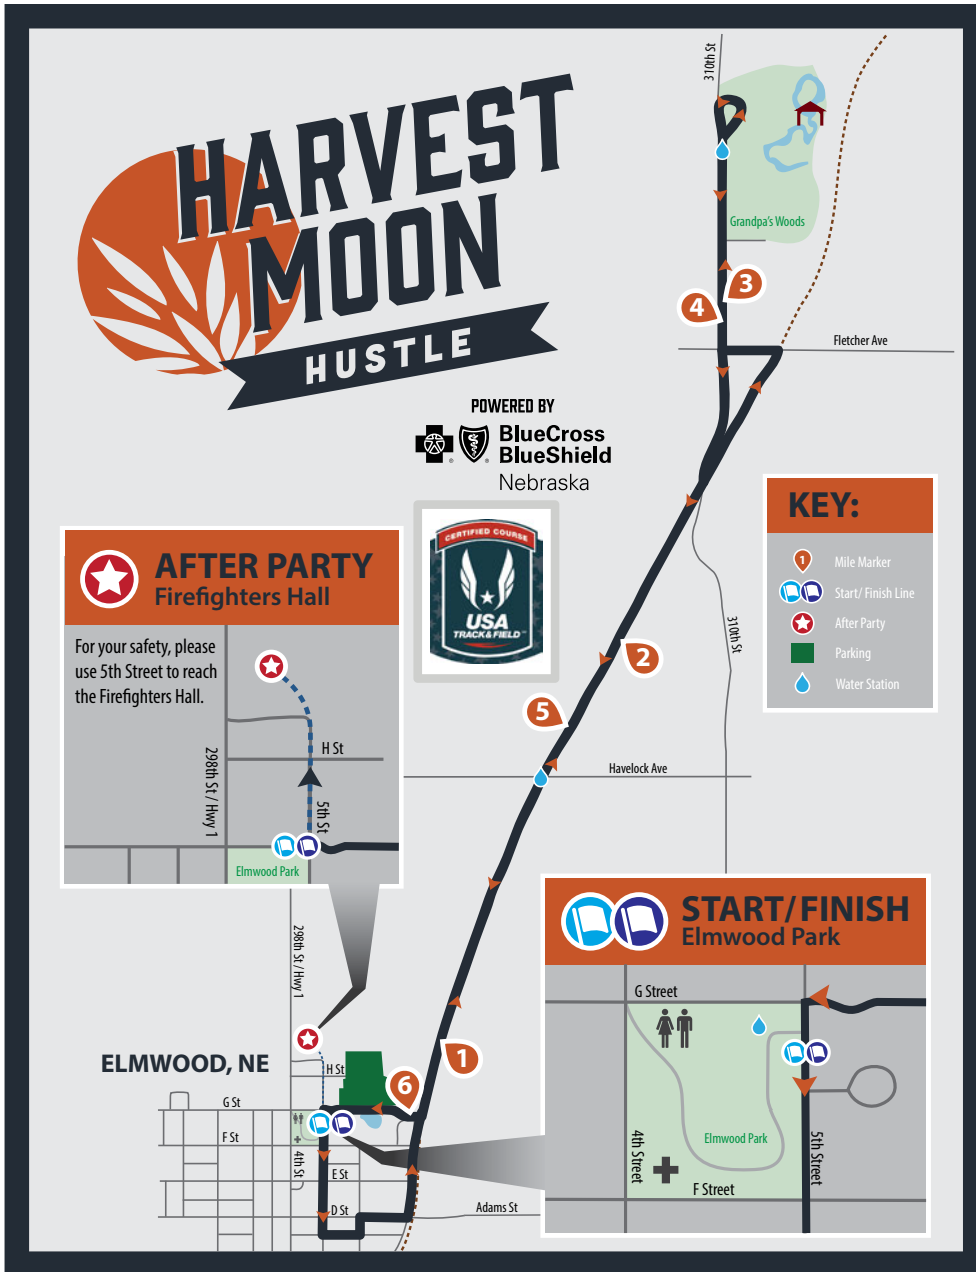 HARVEST
MOON
HUSTLE
POWERED BY
BlueCross
BlueShield
Nebraska
CERTIFIED COURSE
USA
TRACK & FIELD
310th St
Grandpa's Woods
3
4
Fletcher Ave
KEY:
1
Mile Marker
Start/ Finish Line
After Party
Parking
Water Station
310th St
2
5
Havelock Ave
AFTER PARTY
Firefighters Hall
For your safety, please
use 5th Street to reach
the Firefighters Hall.
298th St / Hwy 1
H St
5th St
Elmwood Park
START/FINISH
Elmwood Park
G Street
4th Street
Elmwood Park
5th Street
F Street
298th St / Hwy 1
ELMWOOD, NE
H St
1
6
G St
F St
4th St
E St
D St
Adams St